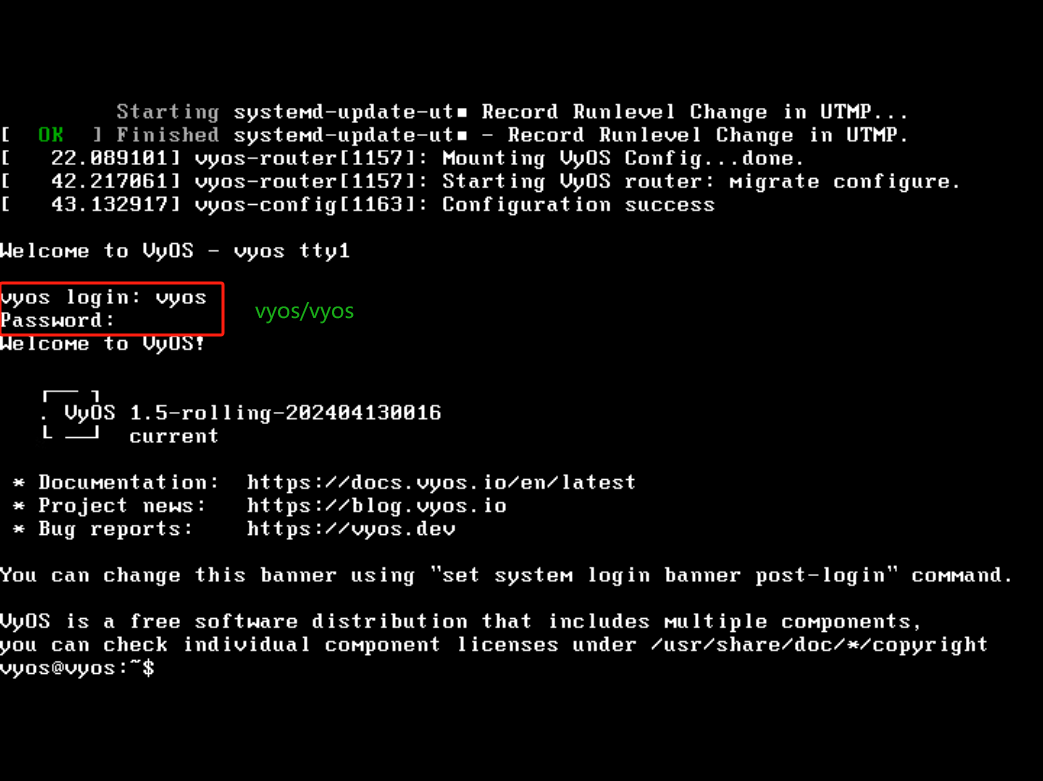 Starting systemd-update-ut■ Record Runlevel Change in UTMP...
[  OK  ] Finished systemd-update-ut■ - Record Runlevel Change in UTMP.
[   22.089101] vyos-router[1157]: Mounting VyOS Config...done.
[   42.217061] vyos-router[1157]: Starting VyOS router: migrate configure.
[   43.132917] vyos-config[1163]: Configuration success
Welcome to VyOS - vyos tty1
vyos login: vyos
Password:
vyos/vyos
Welcome to VyOS!
. VyOS 1.5-rolling-202404130016
current
* Documentation:  https://docs.vyos.io/en/latest
* Project news:   https://blog.vyos.io
* Bug reports:    https://vyos.dev
You can change this banner using "set system login banner post-login" command.
VyOS is a free software distribution that includes multiple components,
you can check individual component licenses under /usr/share/doc/*/copyright
vyos@vyos:~$